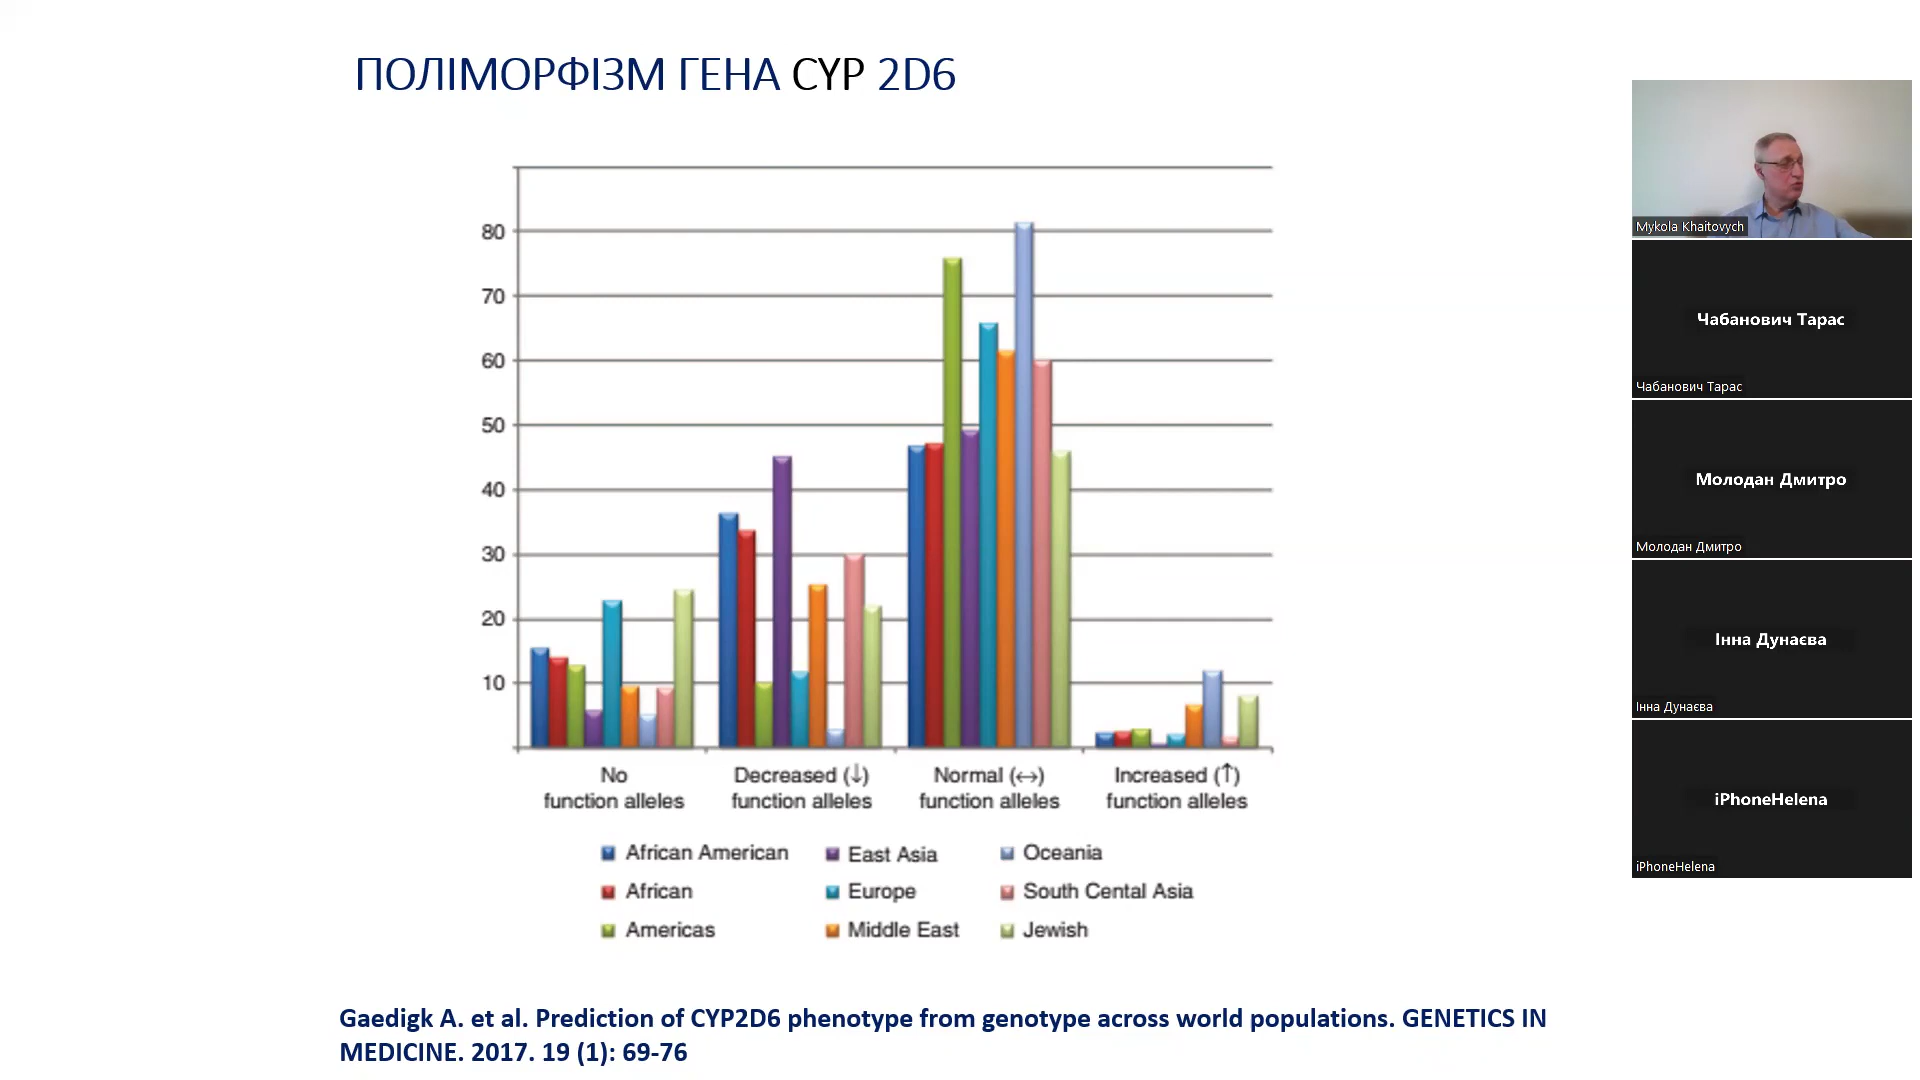 ПОЛІМОРФІЗМ ГЕНА CYP 2D6
80
70
60
50
40
30
20
10
No
function alleles
Decreased (↓)
function alleles
Normal (↔)
function alleles
Increased (↑)
function alleles
African American
East Asia
Oceania
African
Europe
South Cental Asia
Americas
Middle East
Jewish
Gaedigk A. et al. Prediction of CYP2D6 phenotype from genotype across world populations. GENETICS IN
MEDICINE. 2017. 19 (1): 69-76
Mykola Khaitovych
Чабанович Тарас
Чабанович Тарас
Молодан Дмитро
Молодан Дмитро
Інна Дунаєва
Інна Дунаєва
iPhoneHelena
iPhoneHelena